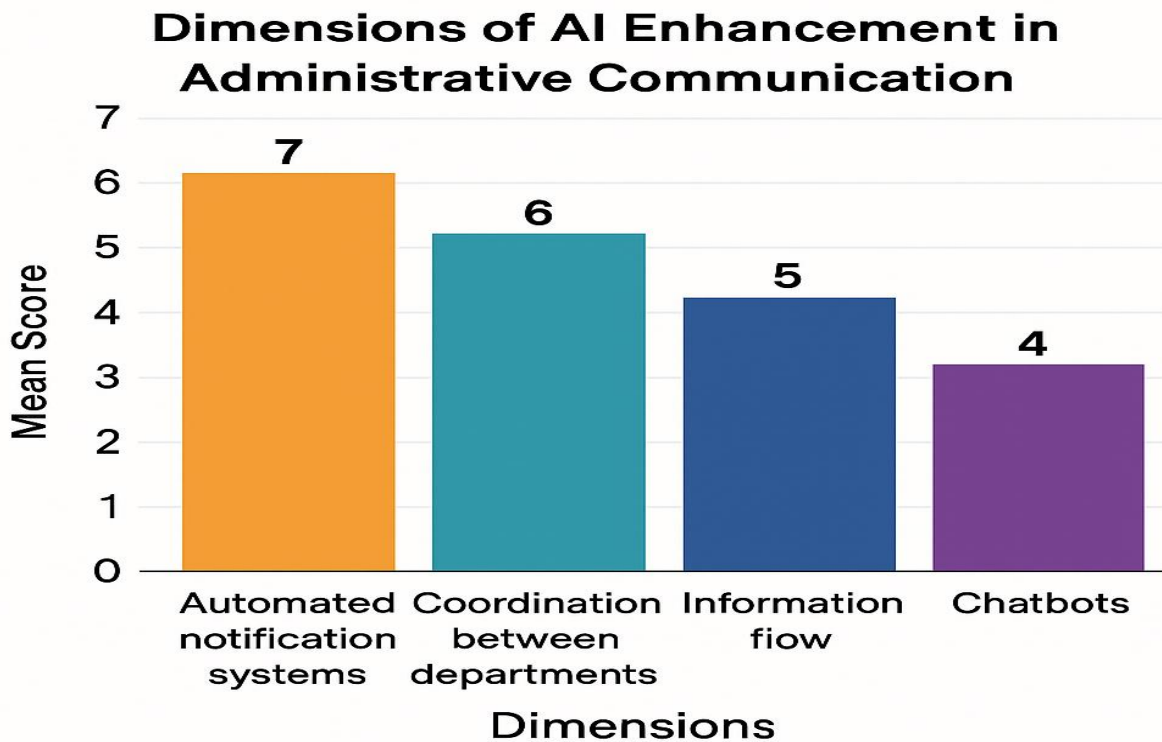 Dimensions of AI Enhancement in
Administrative Communication
Mean Score
7
6
5
4
3
2
1
0
7
6
5
4
Automated
notification
systems
Coordination
between
departments
Information
fiow
Chatbots
Dimensions